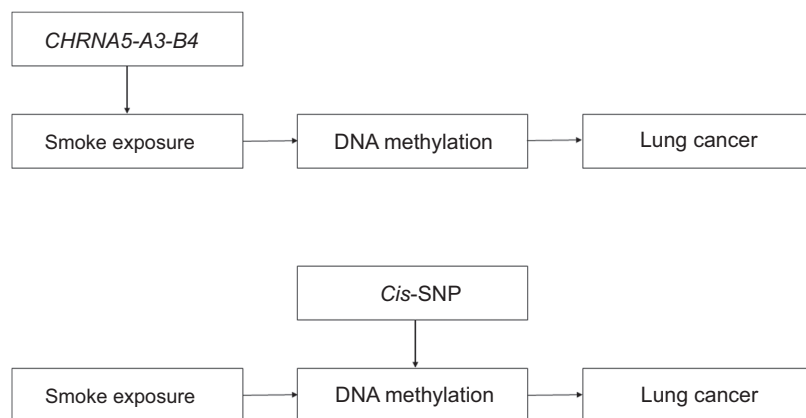 CHRNA5-A3-B4
Smoke exposure
DNA methylation
Lung cancer
Cis-SNP
Smoke exposure
DNA methylation
Lung cancer